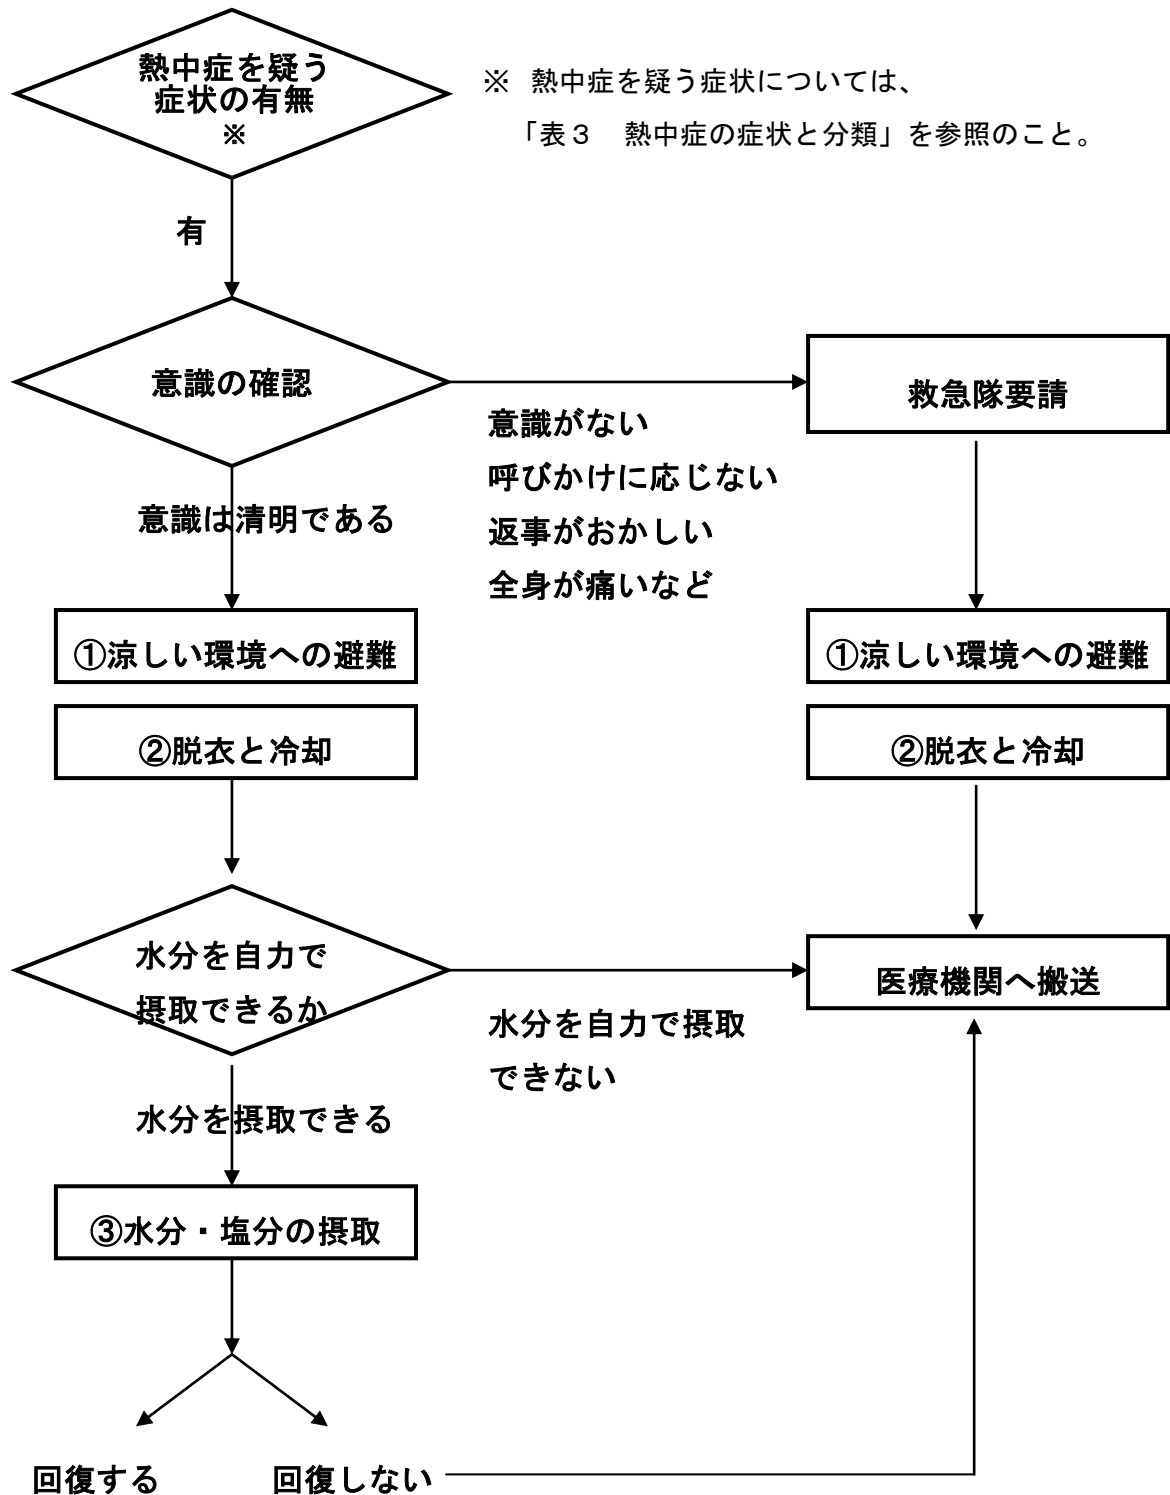 熱中症を疑う
症状の有無
※
※ 熱中症を疑う症状については、
「表３ 熱中症の症状と分類」を参照のこと。
有
意識の確認
救急隊要請
意識がない
呼びかけに応じない
返事がおかしい
全身が痛いなど
意識は清明である
①涼しい環境への避難
①涼しい環境への避難
②脱衣と冷却
②脱衣と冷却
水分を自力で
摂取できるか
医療機関へ搬送
水分を自力で摂取
できない
水分を摂取できる
③水分・塩分の摂取
回復する
回復しない